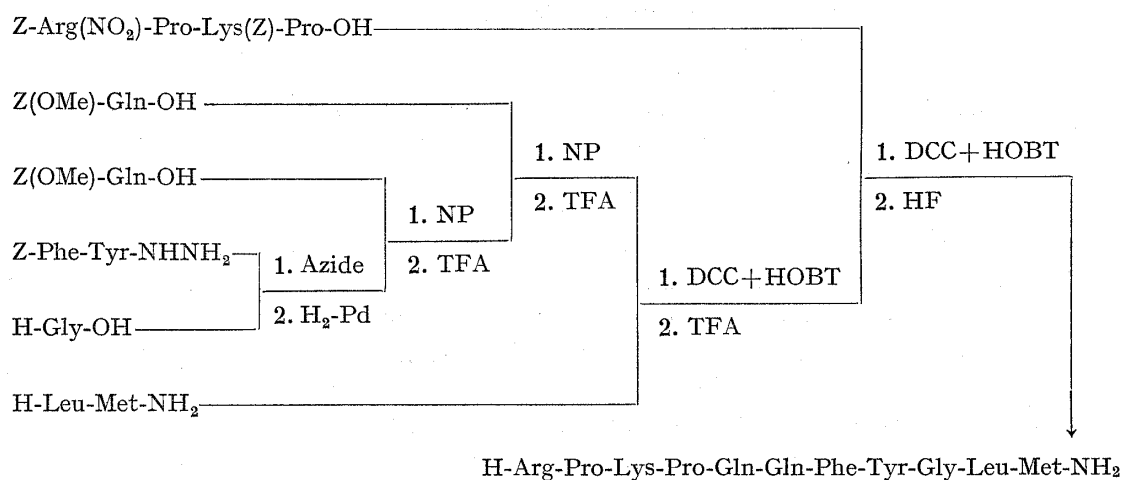 Z-Arg(NO₂)-Pro-Lys(Z)-Pro-OH
Z(OMe)-Gln-OH
Z(OMe)-Gln-OH
Z-Phe-Tyr-NHNH₂
H-Gly-OH
H-Leu-Met-NH₂
1. Azide
2. H₂-Pd
1. NP
2. TFA
1. NP
2. TFA
1. DCC+HOBT
2. TFA
1. DCC+HOBT
2. HF
H-Arg-Pro-Lys-Pro-Gln-Gln-Phe-Tyr-Gly-Leu-Met-NH₂